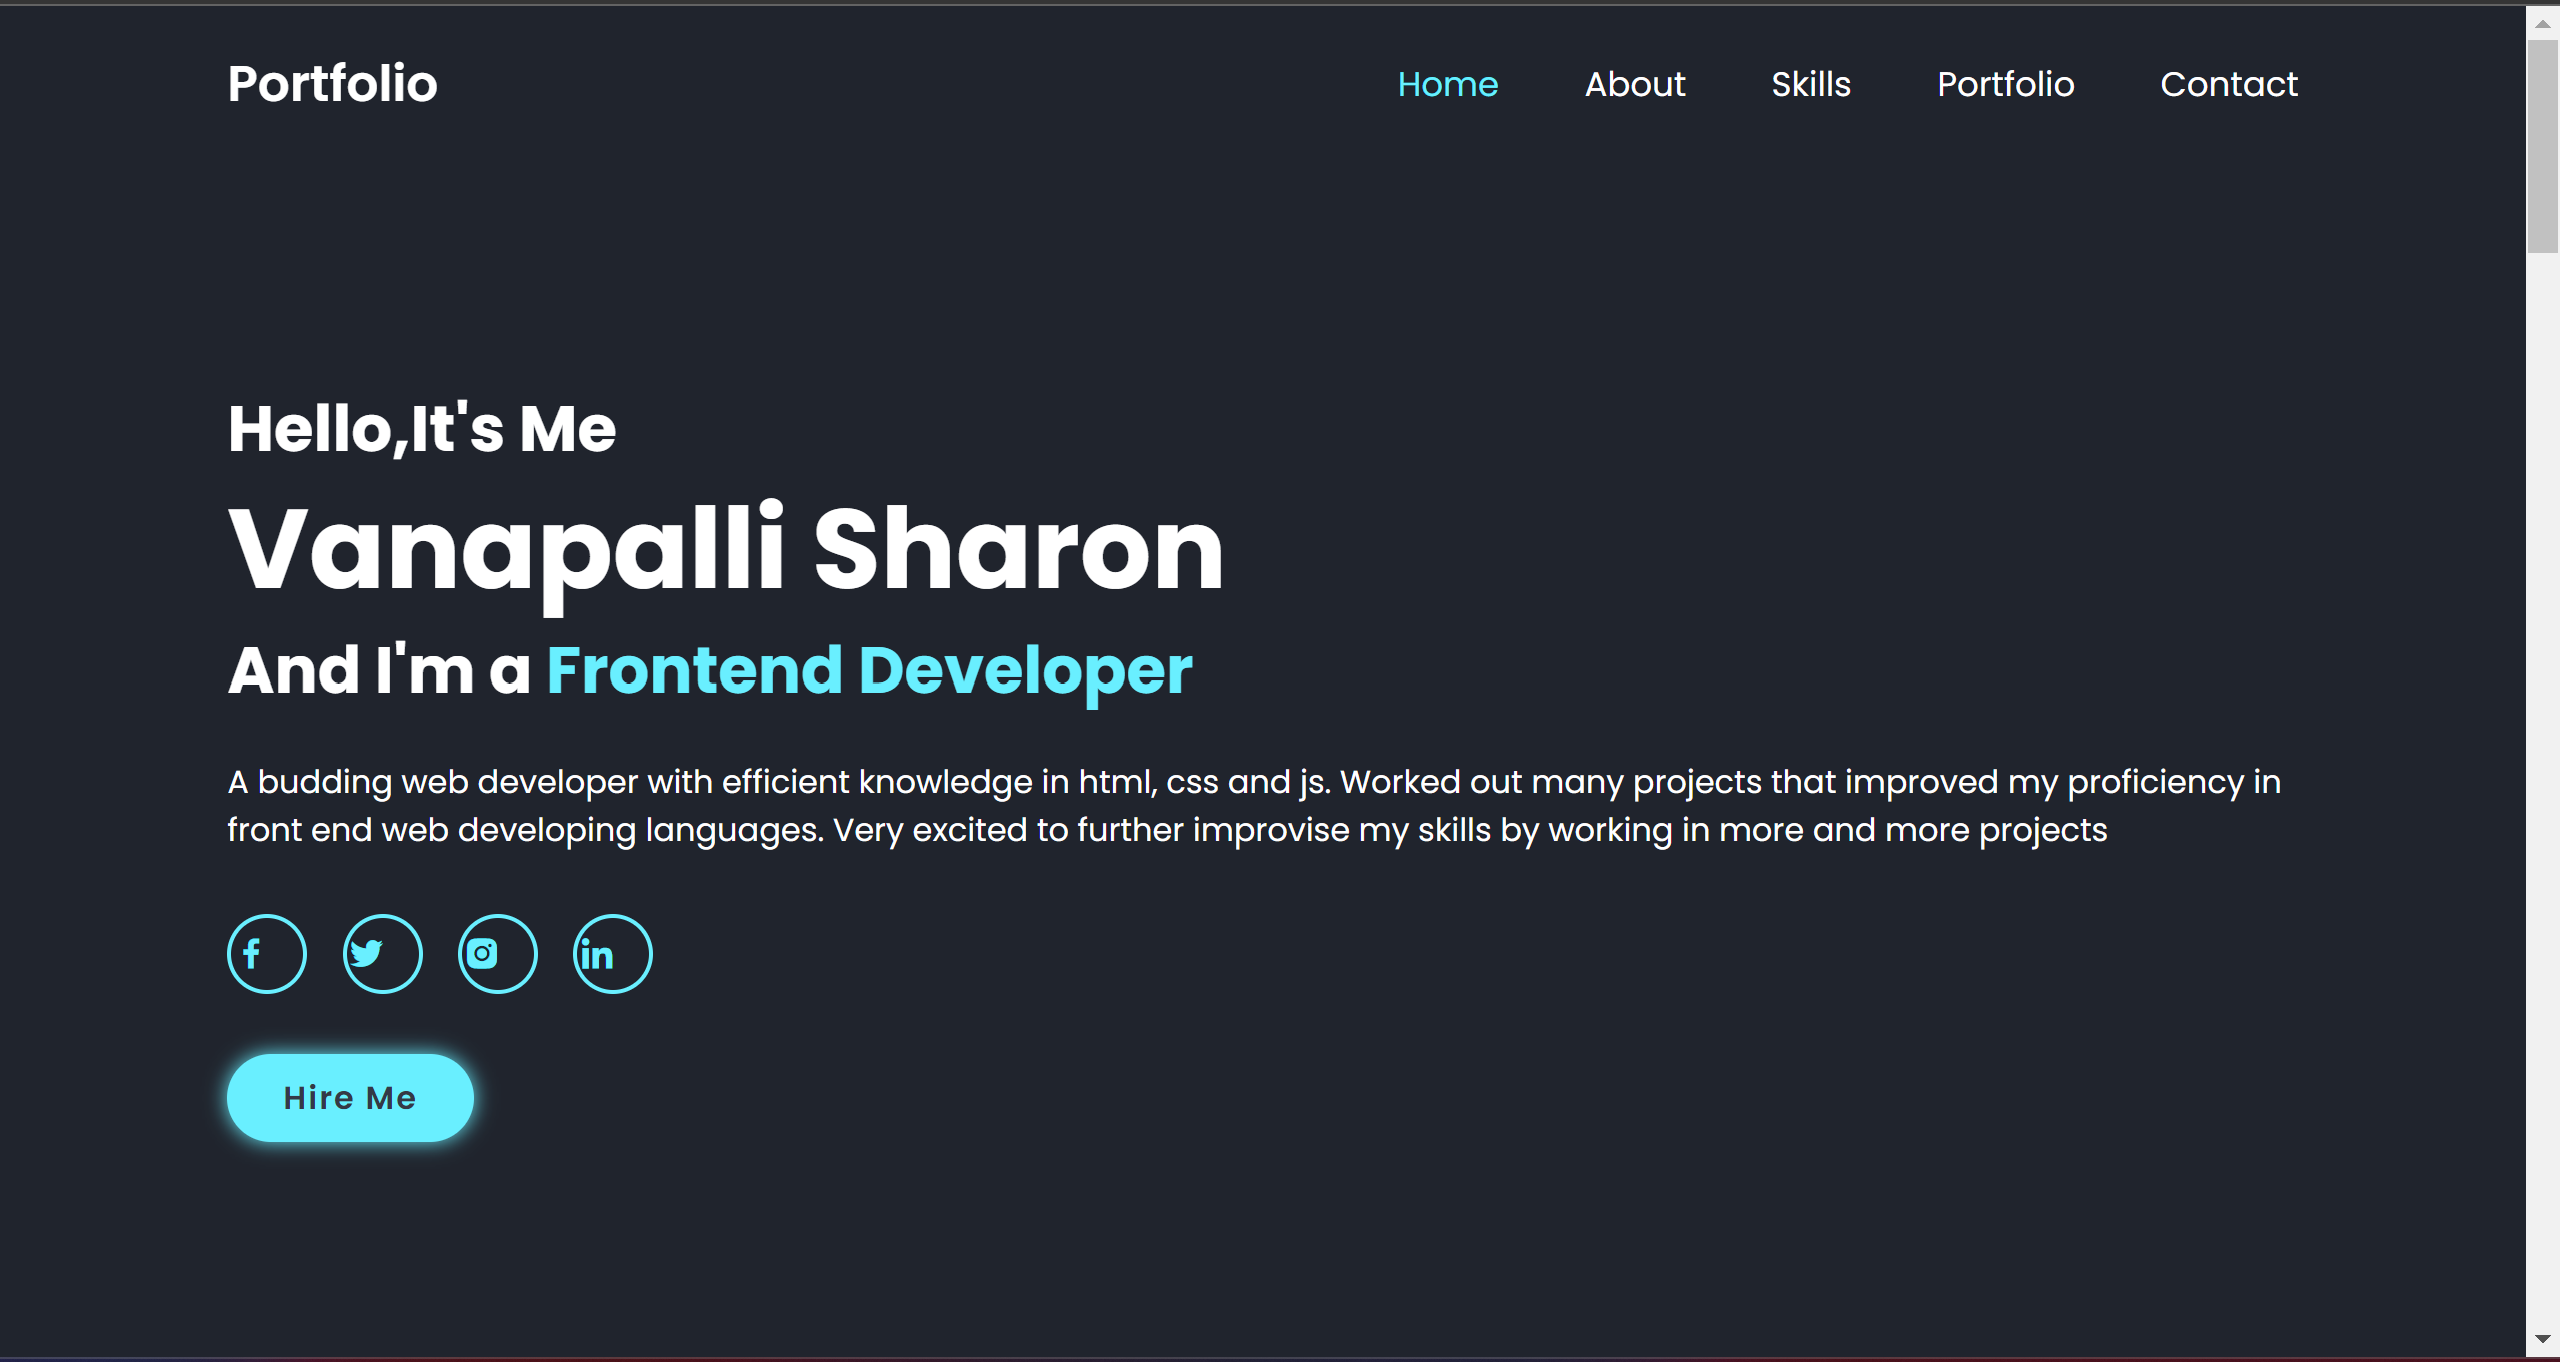 Portfolio
Home About Skills Portfolio Contact
Hello,It's Me
Vanapalli Sharon
And I'm a Frontend Developer
A budding web developer with efficient knowledge in html, css and js. Worked out many projects that improved my proficiency in
front end web developing languages. Very excited to further improvise my skills by working in more and more projects
Hire Me